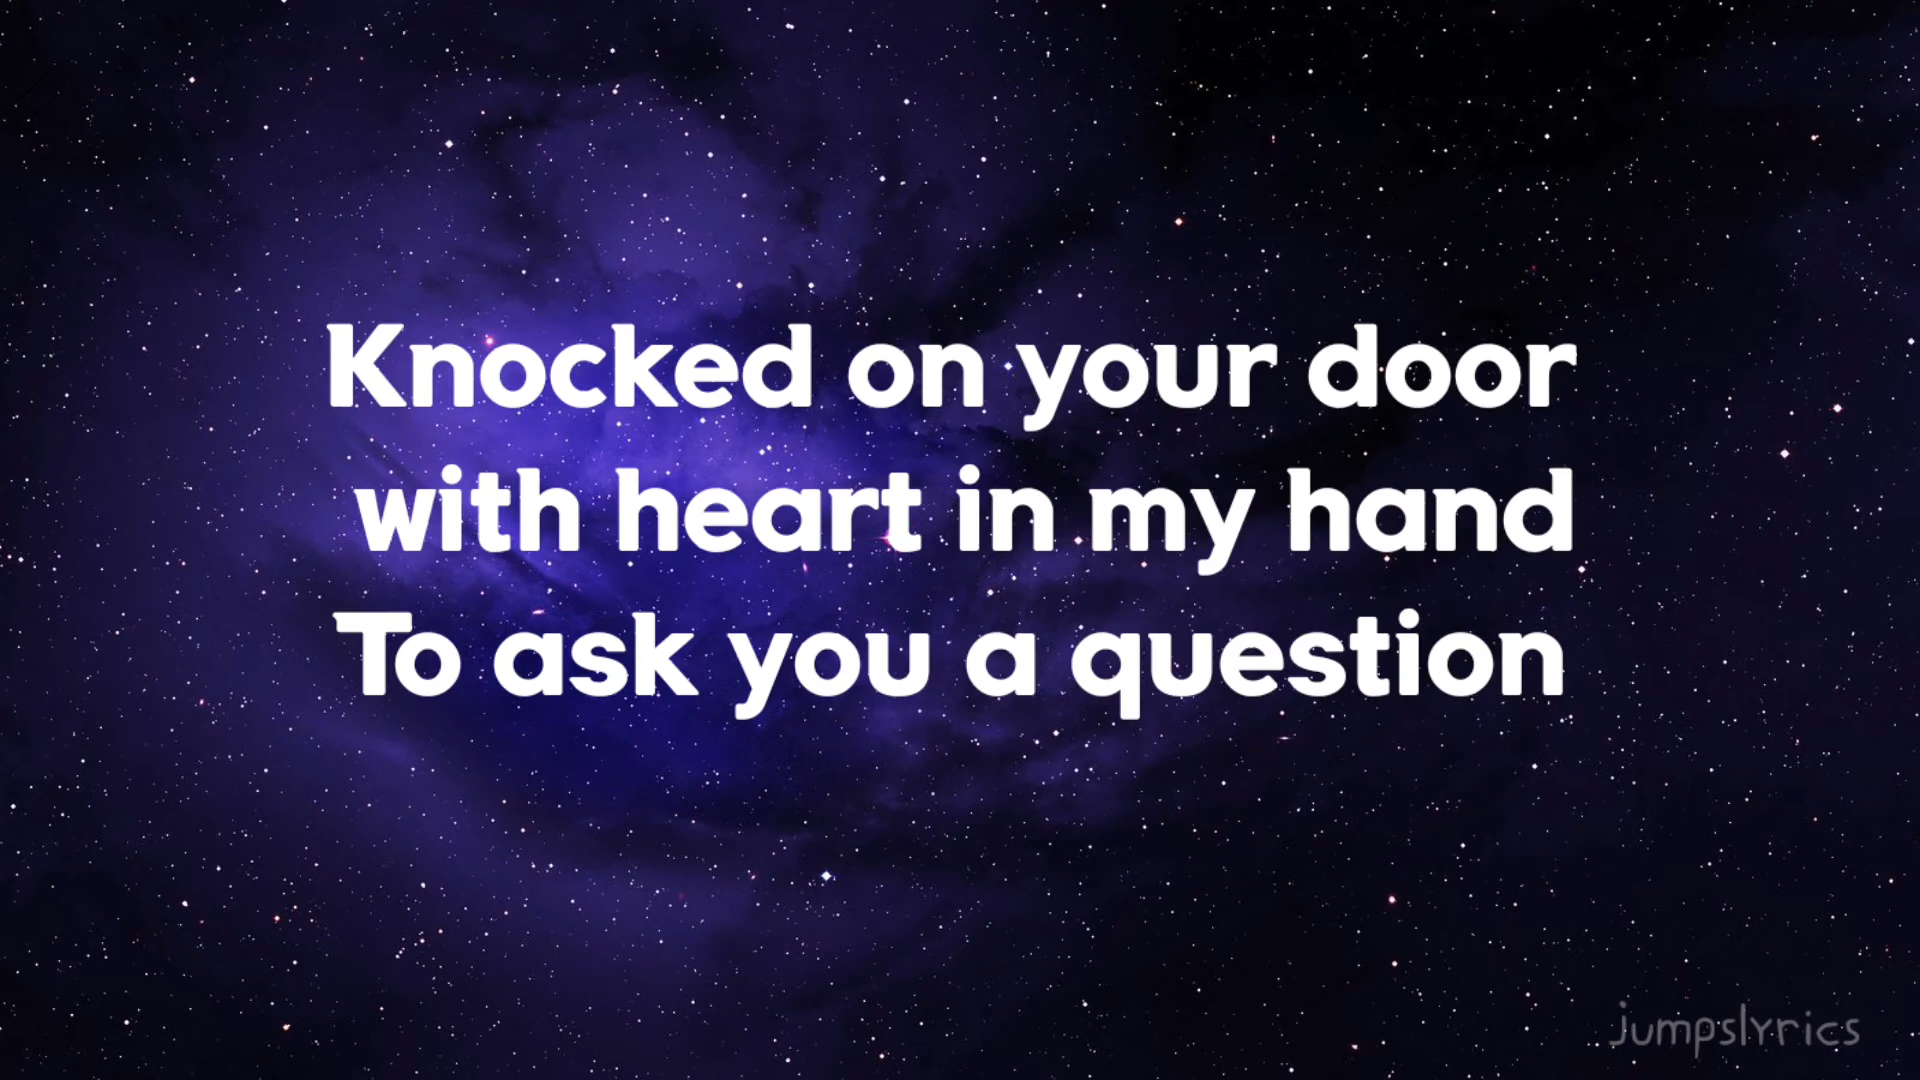 Knocked on your door
with heart in my hand
To ask you a question
jumpslyrics